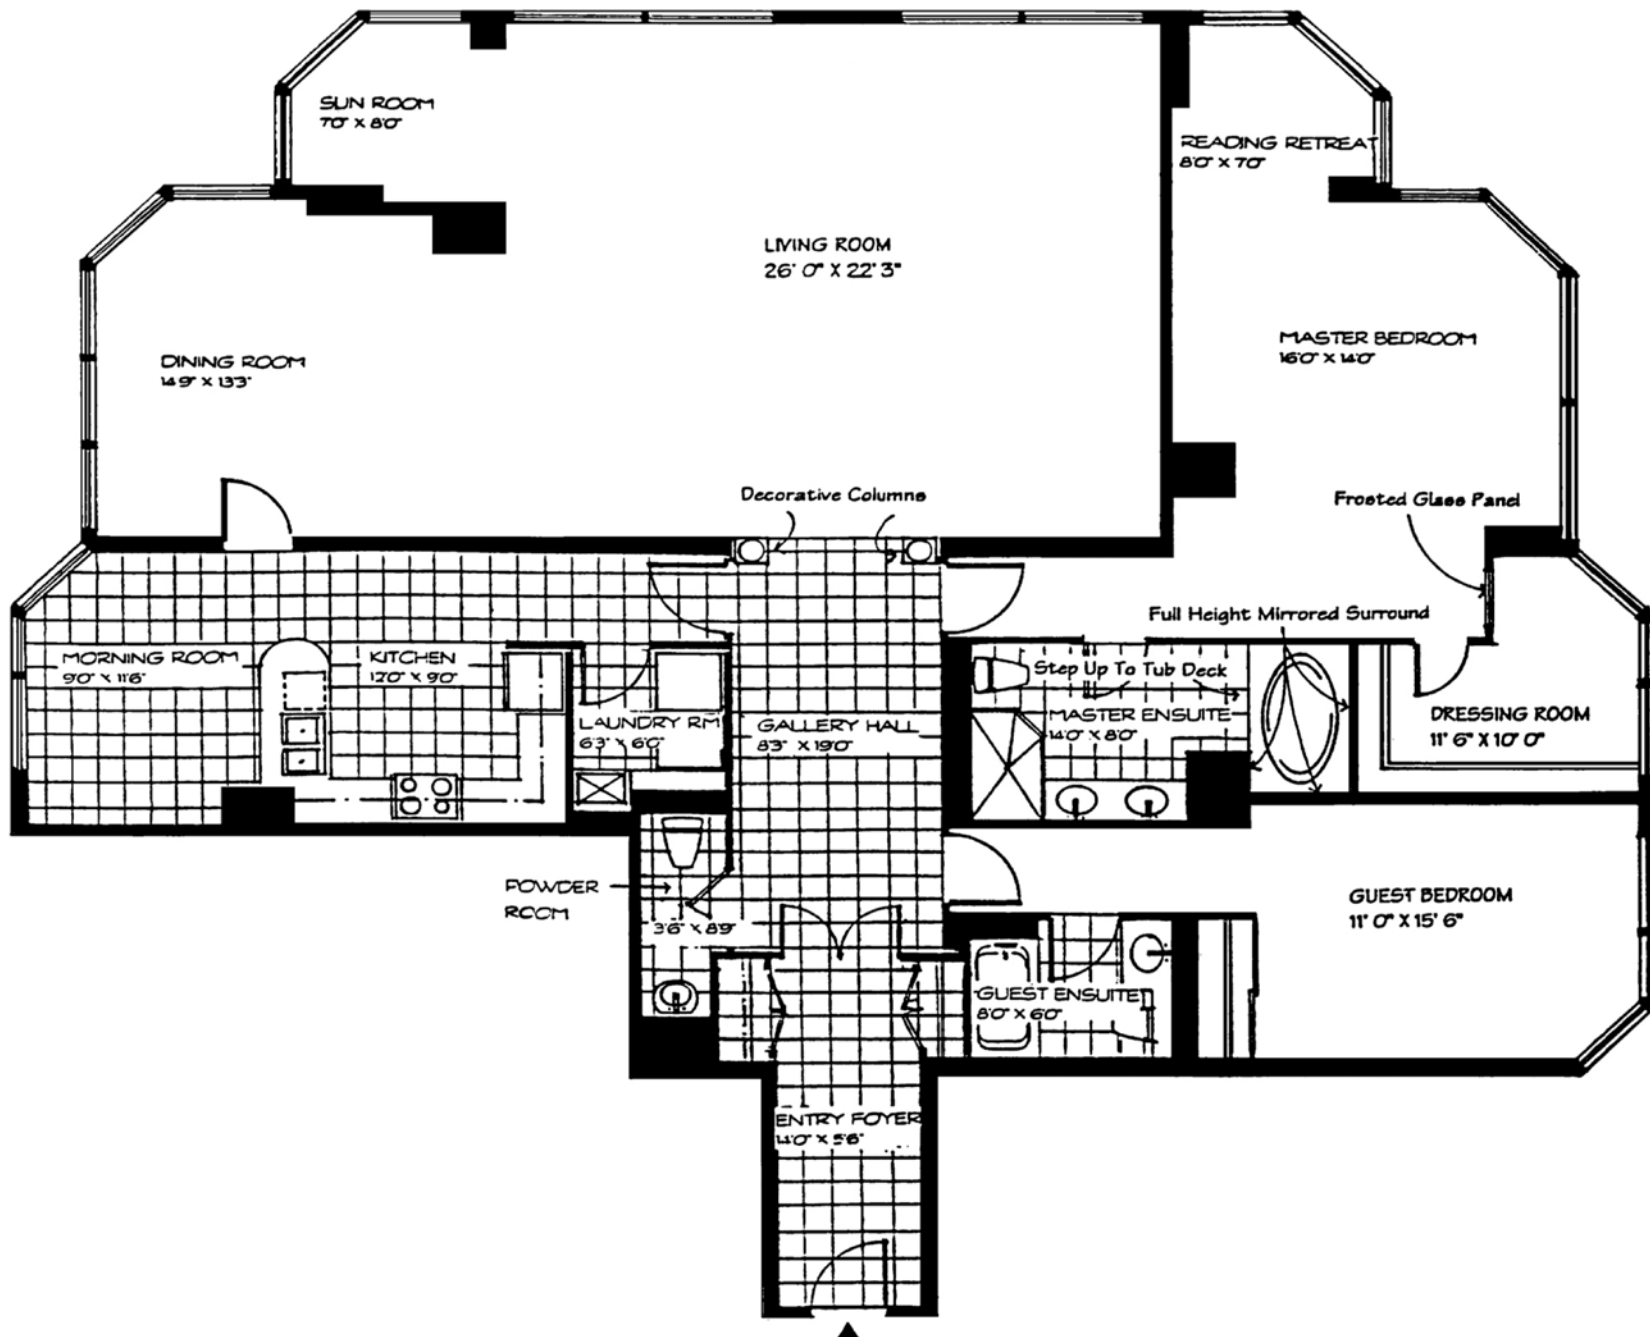 SUN ROOM
7'0" X 8'0"
READING RETREAT
8'0" X 7'0"
LIVING ROOM
26' 0" X 22' 3"
MASTER BEDROOM
16'0" X 14'0"
DINING ROOM
14'9" X 13'3"
Decorative Columns
Frosted Glass Panel
Full Height Mirrored Surround
MORNING ROOM
9'0" X 11'6"
KITCHEN
12'0" X 9'0"
Step Up To Tub Deck
LAUNDRY RM
6'3" X 6'0"
GALLERY HALL
8'3" X 19'0"
MASTER ENSUITE
14'0" X 8'0"
DRESSING ROOM
11' 6" X 10' 0"
POWDER
ROOM
3'6" X 8'9"
GUEST BEDROOM
11' 0" X 15' 6"
GUEST ENSUITE
8'0" X 6'0"
ENTRY FOYER
14'0" X 5'6"